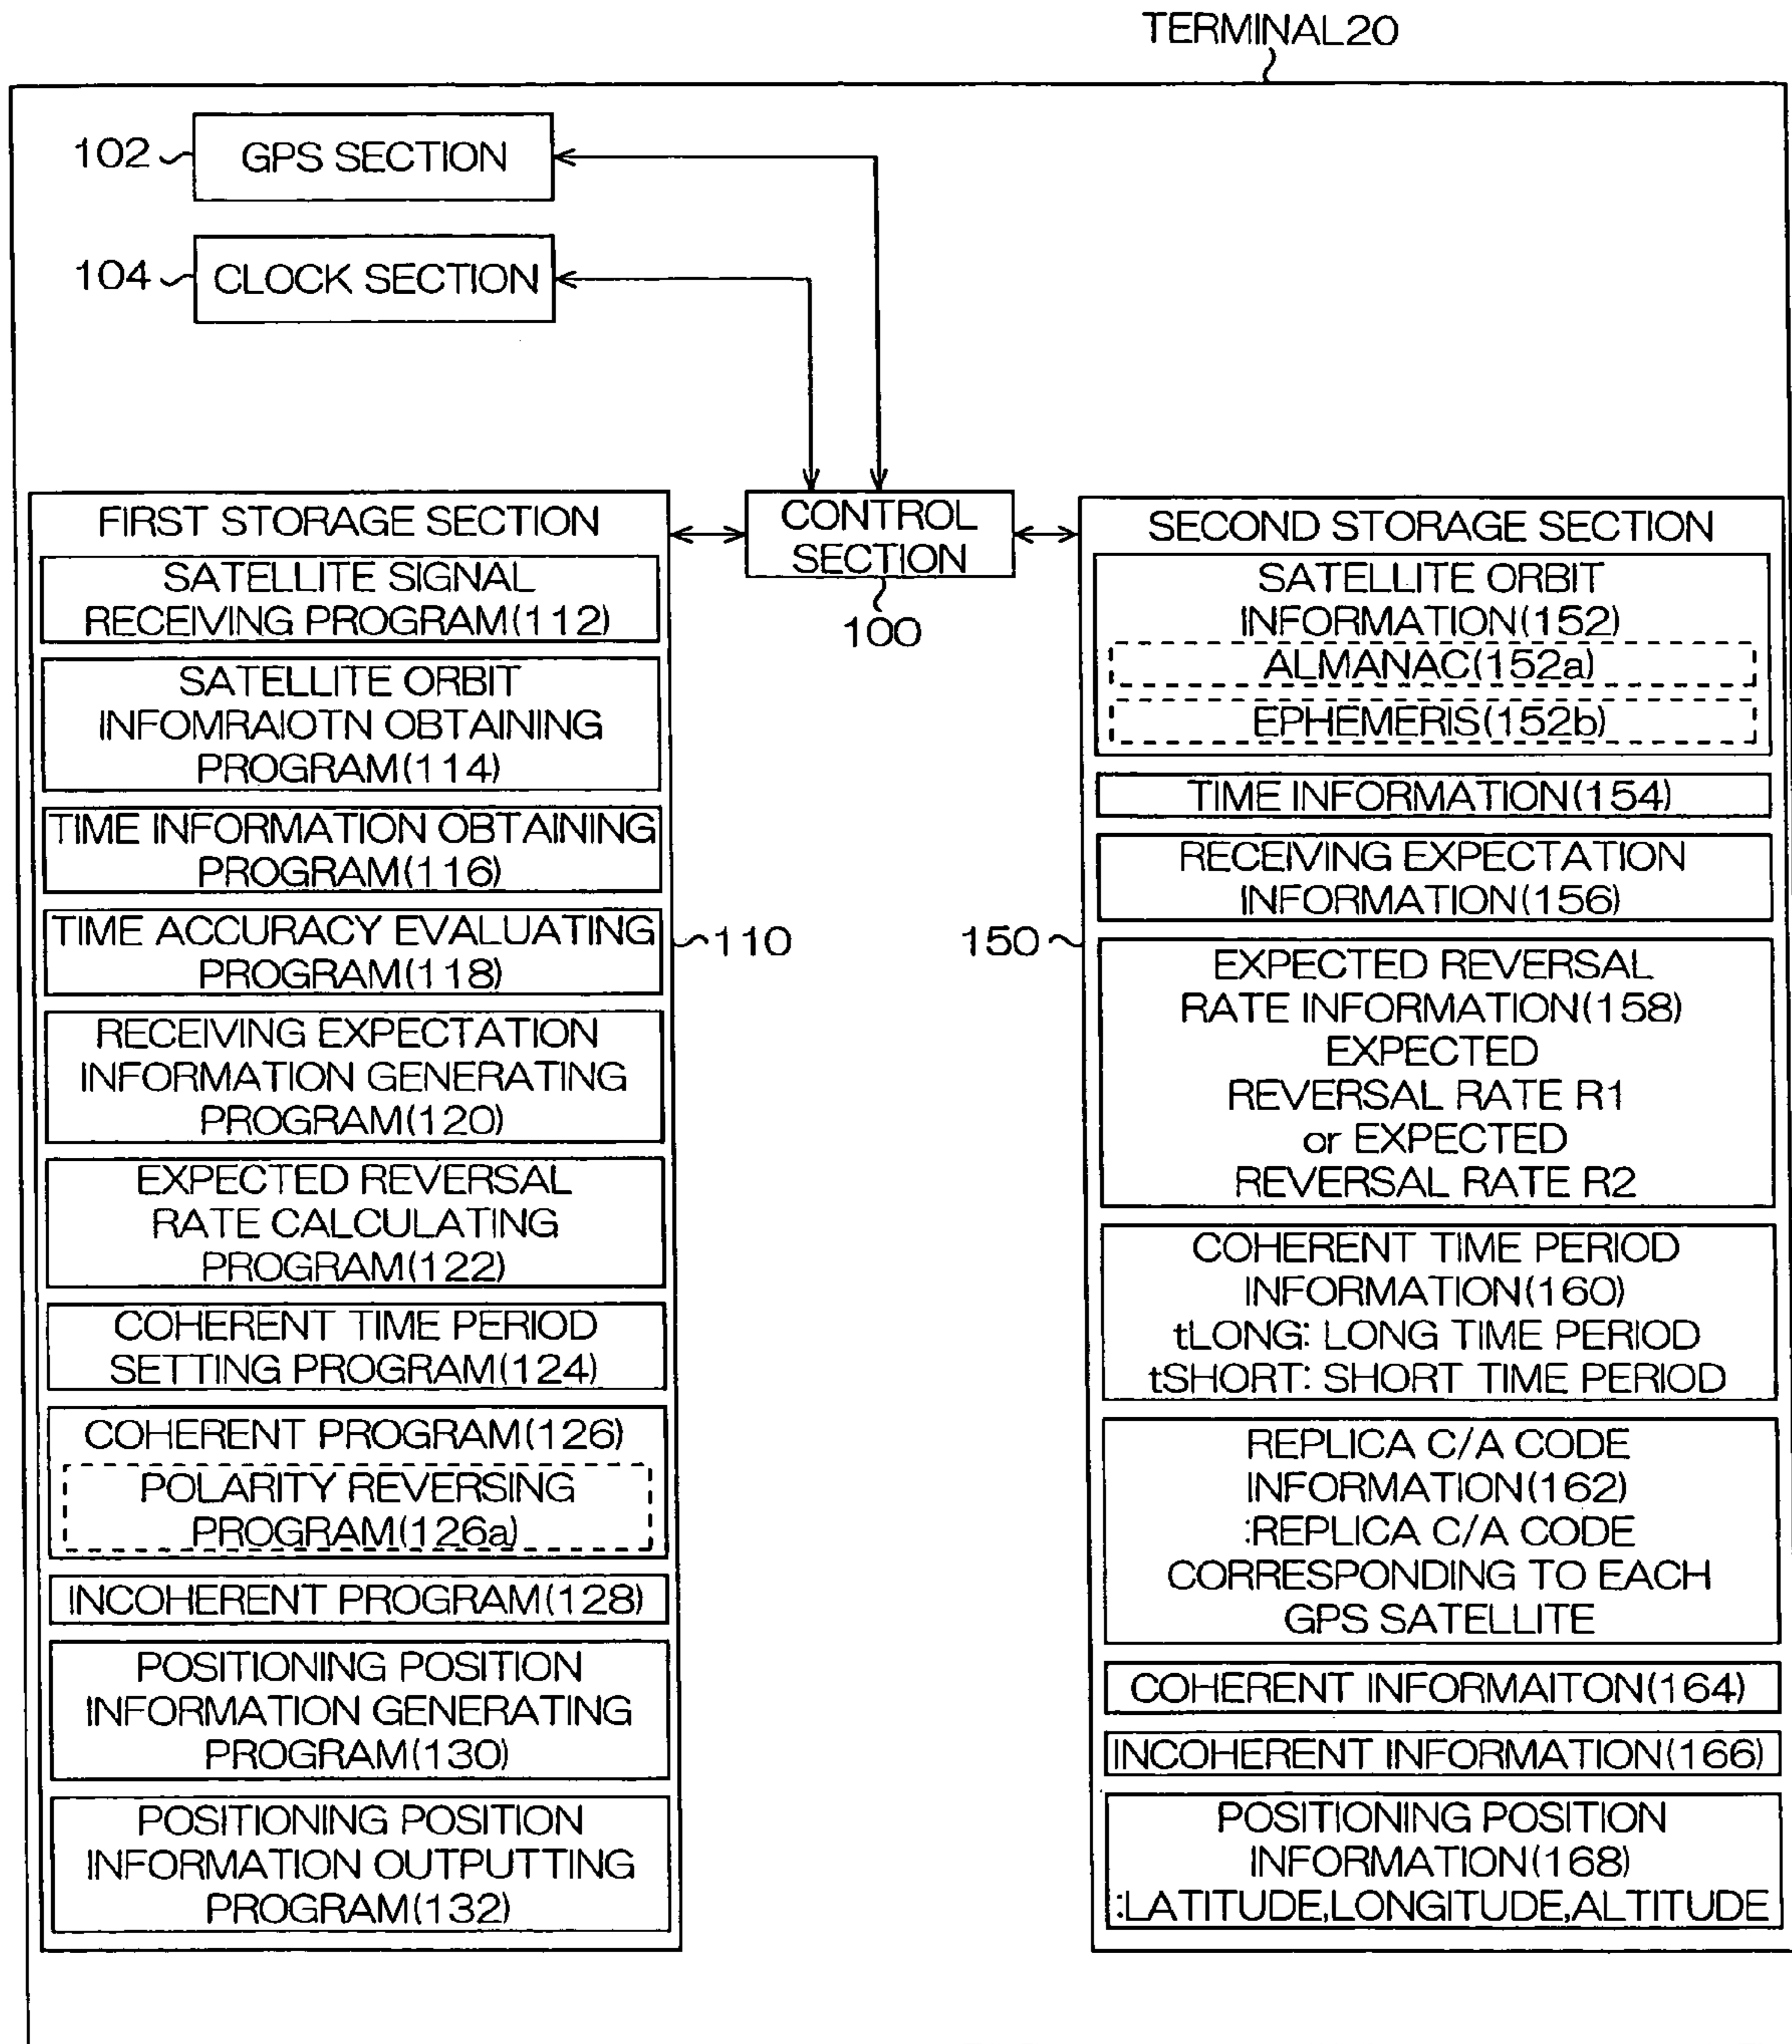 TERMINAL20
102
GPS SECTION
104
CLOCK SECTION
CONTROL
SECTION
100
FIRST STORAGE SECTION
SATELLITE SIGNAL
RECEIVING PROGRAM(112)
SATELLITE ORBIT
INFOMRAIOTN OBTAINING
PROGRAM(114)
TIME INFORMATION OBTAINING
PROGRAM(116)
TIME ACCURACY EVALUATING
PROGRAM(118)
110
RECEIVING EXPECTATION
INFORMATION GENERATING
PROGRAM(120)
EXPECTED REVERSAL
RATE CALCULATING
PROGRAM(122)
COHERENT TIME PERIOD
SETTING PROGRAM(124)
COHERENT PROGRAM(126)
POLARITY REVERSING
PROGRAM(126a)
INCOHERENT PROGRAM(128)
POSITIONING POSITION
INFORMATION GENERATING
PROGRAM(130)
POSITIONING POSITION
INFORMATION OUTPUTTING
PROGRAM(132)
SECOND STORAGE SECTION
SATELLITE ORBIT
INFORMATION(152)
ALMANAC(152a)
EPHEMERIS(152b)
TIME INFORMATION(154)
RECEIVING EXPECTATION
INFORMATION(156)
150
EXPECTED REVERSAL
RATE INFORMATION(158)
EXPECTED
REVERSAL RATE R1
or EXPECTED
REVERSAL RATE R2
COHERENT TIME PERIOD
INFORMATION(160)
tLONG: LONG TIME PERIOD
tSHORT: SHORT TIME PERIOD
REPLICA C/A CODE
INFORMATION(162)
:REPLICA C/A CODE
CORRESPONDING TO EACH
GPS SATELLITE
COHERENT INFORMAITON(164)
INCOHERENT INFORMATION(166)
POSITIONING POSITION
INFORMATION(168)
:LATITUDE,LONGITUDE,ALTITUDE